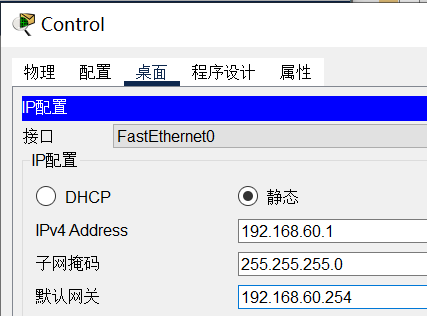 Control
物理 配置 桌面 程序设计 属性
IP配置
接口 FastEthernet0
IP配置
DHCP 静态
IPv4 Address 192.168.60.1
子网掩码 255.255.255.0
默认网关 192.168.60.254